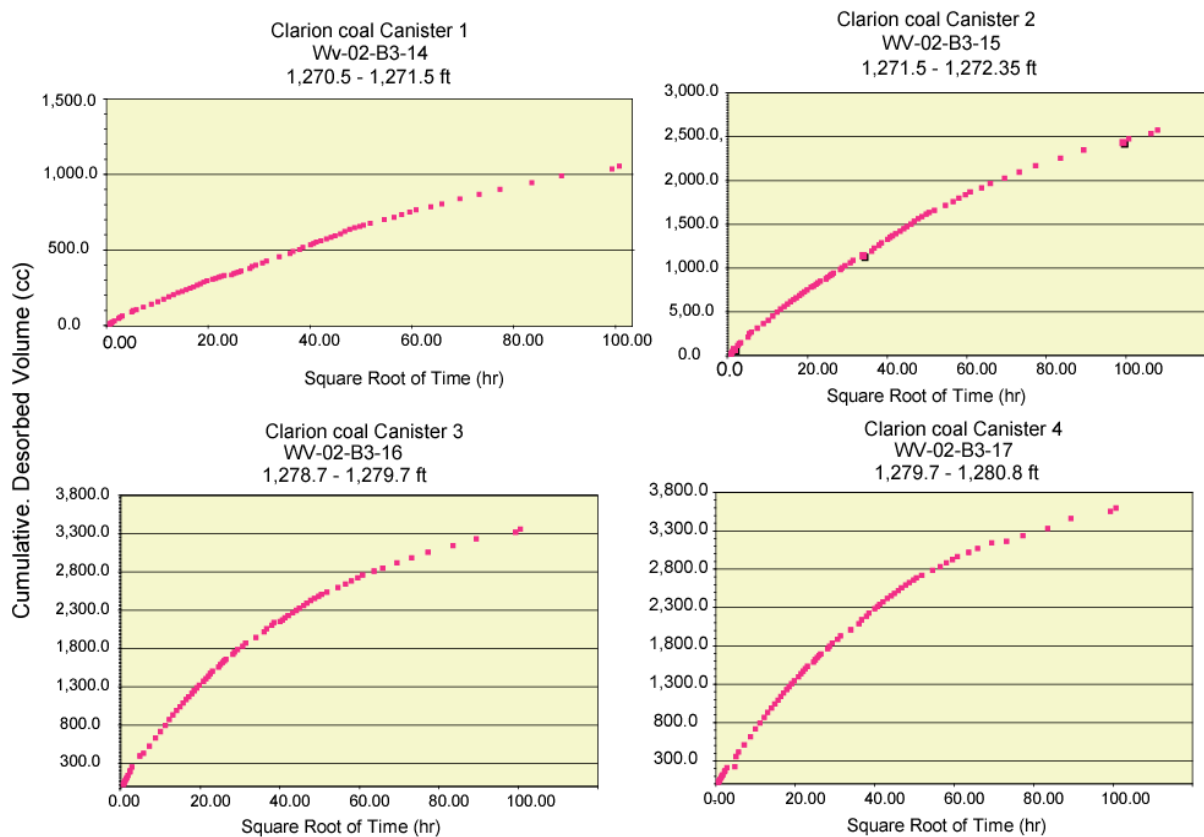 Clarion coal Canister 1
Wv-02-B3-14
1,270.5 - 1,271.5 ft
1,500.0
1,000.0
500.0
0.0
0.00 20.00 40.00 60.00 80.00 100.00
Square Root of Time (hr)
Clarion coal Canister 2
WV-02-B3-15
1,271.5 - 1,272.35 ft
3,000.0
2,500.0,
2,000.0
1,500.0
1,000.0
5,00.0
0.0
0.0 20.00 40.00 60.00 80.00 100.00
Square Root of Time (hr)
Cumulative. Desorbed Volume (cc)
Clarion coal Canister 3
WV-02-B3-16
1,278.7 - 1,279.7 ft
3,800.0
3,300.0
2,800.0
2,300.0
1,800.0
1,300.0
800.0
300.0
0.00 20.00 40.00 60.00 80.00 100.00
Square Root of Time (hr)
Clarion coal Canister 4
WV-02-B3-17
1,279.7 - 1,280.8 ft
3,800.0
3,300.0
2,800.0
2,300.0
1,800.0
1,300.0
800.0
300.0
0.00 20.00 40.00 60.00 80.00 100.00
Square Root of Time (hr)